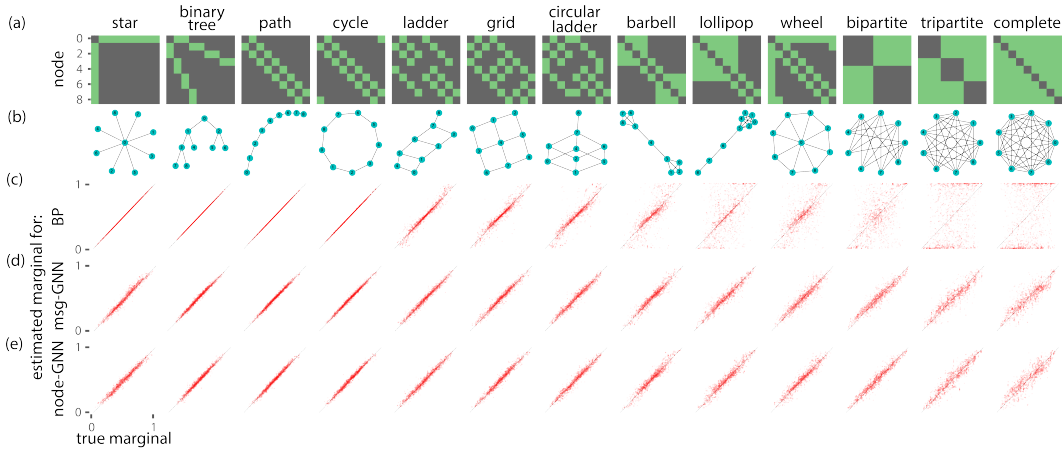 (a) star binary tree path cycle ladder grid circular ladder barbell lollipop wheel bipartite tripartite complete
node
0
2
4
6
8
(b)
(c)
estimated marginal for:
BP
1
0
(d)
msg-GNN
1
0
(e)
node-GNN
1
0
0 1
true marginal